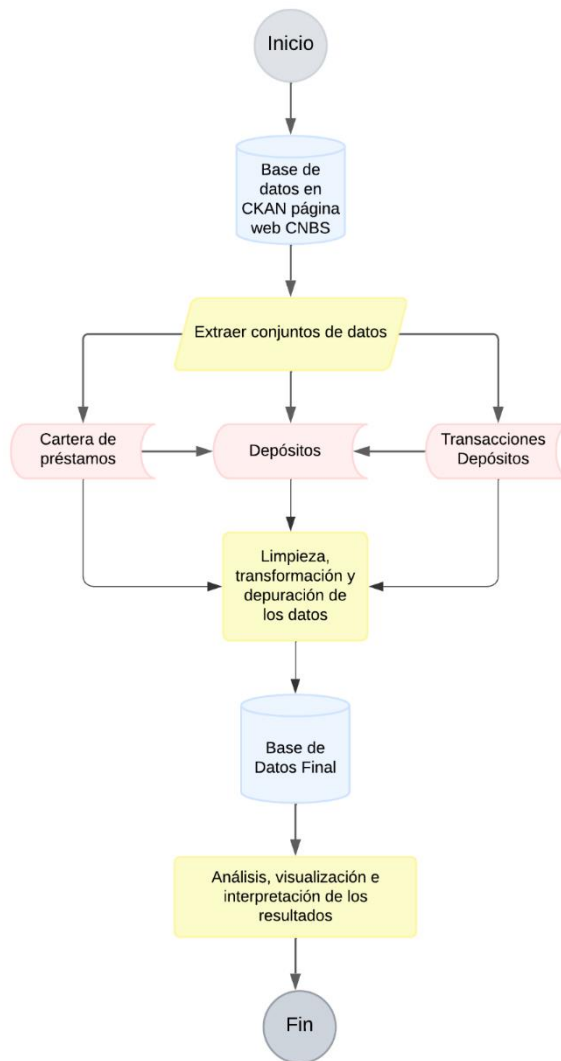 Inicio
Base de
datos en
CKAN página
web CNBS
Extraer conjuntos de datos
Cartera de
préstamos
Depósitos
Transacciones
Depósitos
Limpieza,
transformación y
depuración de
los datos
Base de
Datos Final
Análisis, visualización e
interpretación de los
resultados
Fin